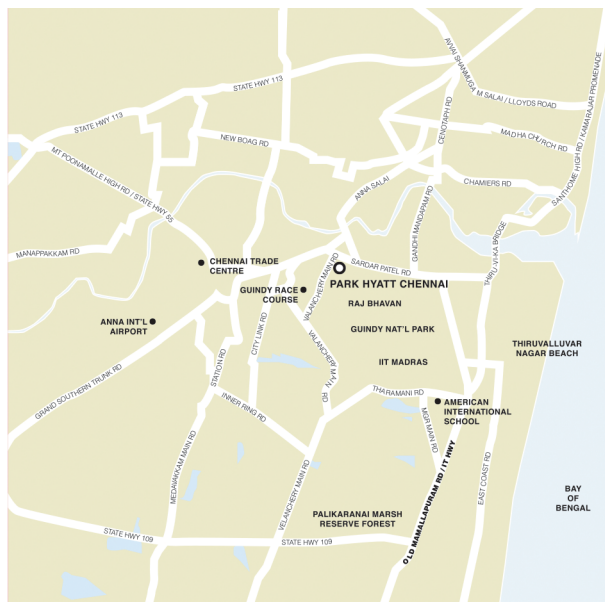 AVVAI SHANMUGA
M SALAI / LLOYDS ROAD
STATE HWY 113
STATE HWY 113
CENOTAPH RD
NEW BOAG RD
MADHA CHURCH RD
SANTHOME HIGH RD / KAMARAJAR PROMENADE
MT POONAMALLE HIGH RD / STATE HWY 55
ANNA SALAI
CHAMIERS RD
GANDHI MANDAPAM RD
MANAPPAKKAM RD
THIRU-VI-KA BRIDGE
CHENNAI TRADE
CENTRE
SARDAR PATEL RD
PARK HYATT CHENNAI
GUINDY RACE
COURSE
VALANCHERY MAIN RD
RAJ BHAVAN
ANNA INT'L
AIRPORT
GUINDY NAT'L PARK
CITY LINK RD
VALANCHERY MAIN RD
THIRUVALLUVAR
NAGAR BEACH
STATION RD
IIT MADRAS
GRAND SOUTHERN TRUNK RD
THARAMANI RD
INNER RING RD
AMERICAN
INTERNATIONAL
SCHOOL
MGR MAIN RD
MEDAVAKKAM MAIN RD
VELANCHERY MAIN RD
OLD MAMALLAPURAM RD / IT HWY
EAST COAST RD
BAY
OF
BENGAL
PALIKARANAI MARSH
RESERVE FOREST
STATE HWY 109
STATE HWY 109